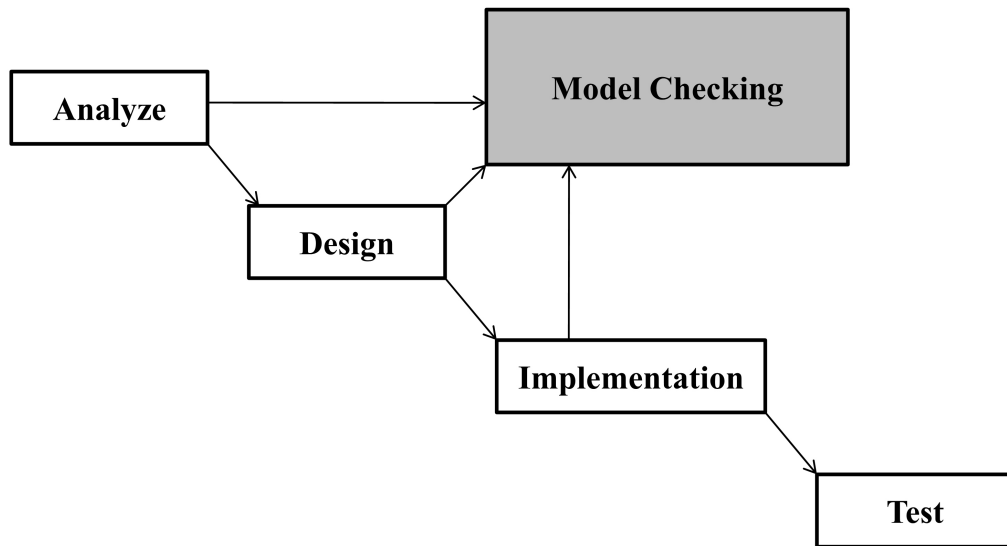 Model Checking
Analyze
Design
Implementation
Test